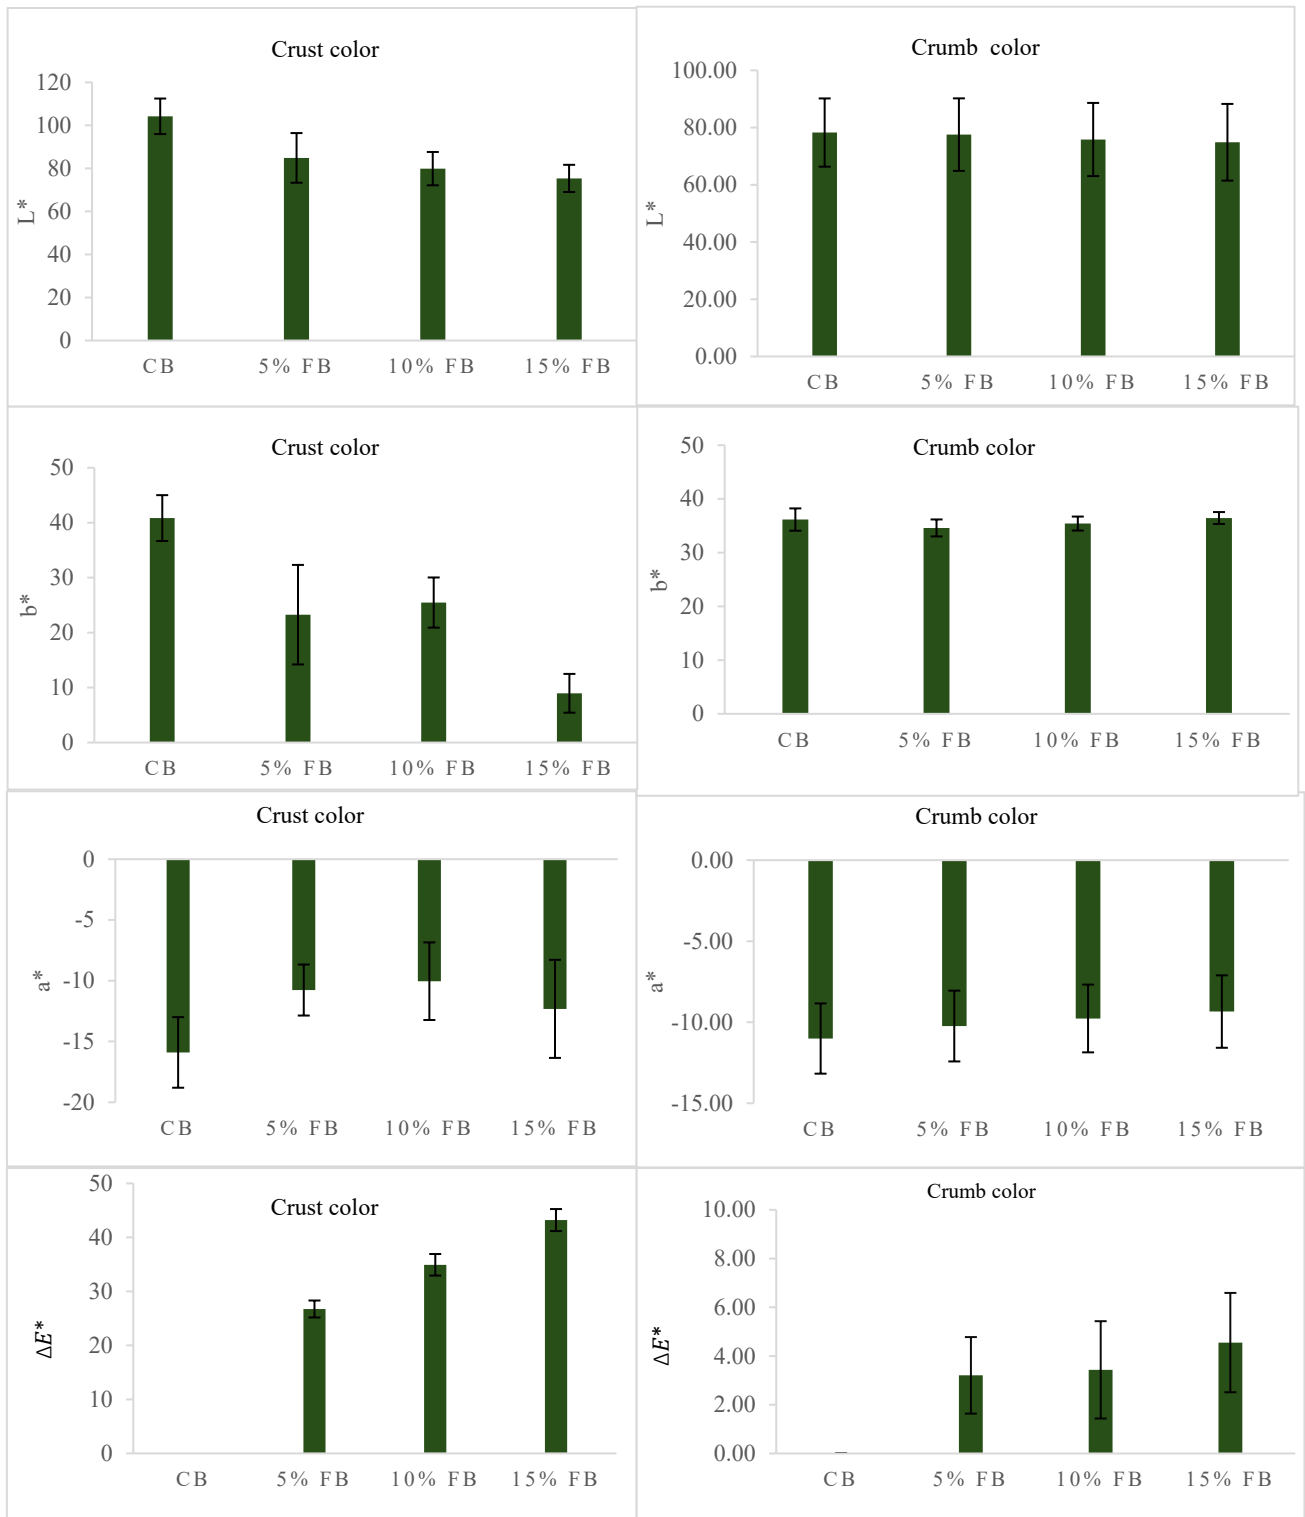 Crust color
120
100
80
60
40
20
0
L*
CB 5% FB 10% FB 15% FB
Crumb color
100.00
80.00
60.00
40.00
20.00
0.00
L*
CB 5% FB 10% FB 15% FB
Crust color
50
40
30
20
10
0
b*
CB 5% FB 10% FB 15% FB
Crumb color
50
40
30
20
10
0
b*
CB 5% FB 10% FB 15% FB
Crust color
0
-5
-10
-15
-20
a*
CB 5% FB 10% FB 15% FB
Crumb color
0.00
-5.00
-10.00
-15.00
a*
CB 5% FB 10% FB 15% FB
Crust color
50
40
30
20
10
0
ΔE*
CB 5% FB 10% FB 15% FB
Crumb color
10.00
8.00
6.00
4.00
2.00
0.00
ΔE*
CB 5% FB 10% FB 15% FB